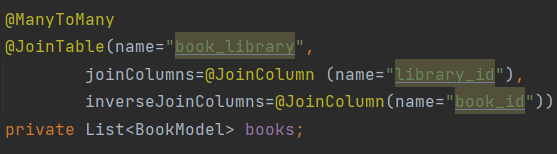 @ManyToMany
@JoinTable(name="book_library",
joinColumns=@JoinColumn (name="library_id"),
inverseJoinColumns=@JoinColumn(name="book_id"))
private List<BookModel> books;